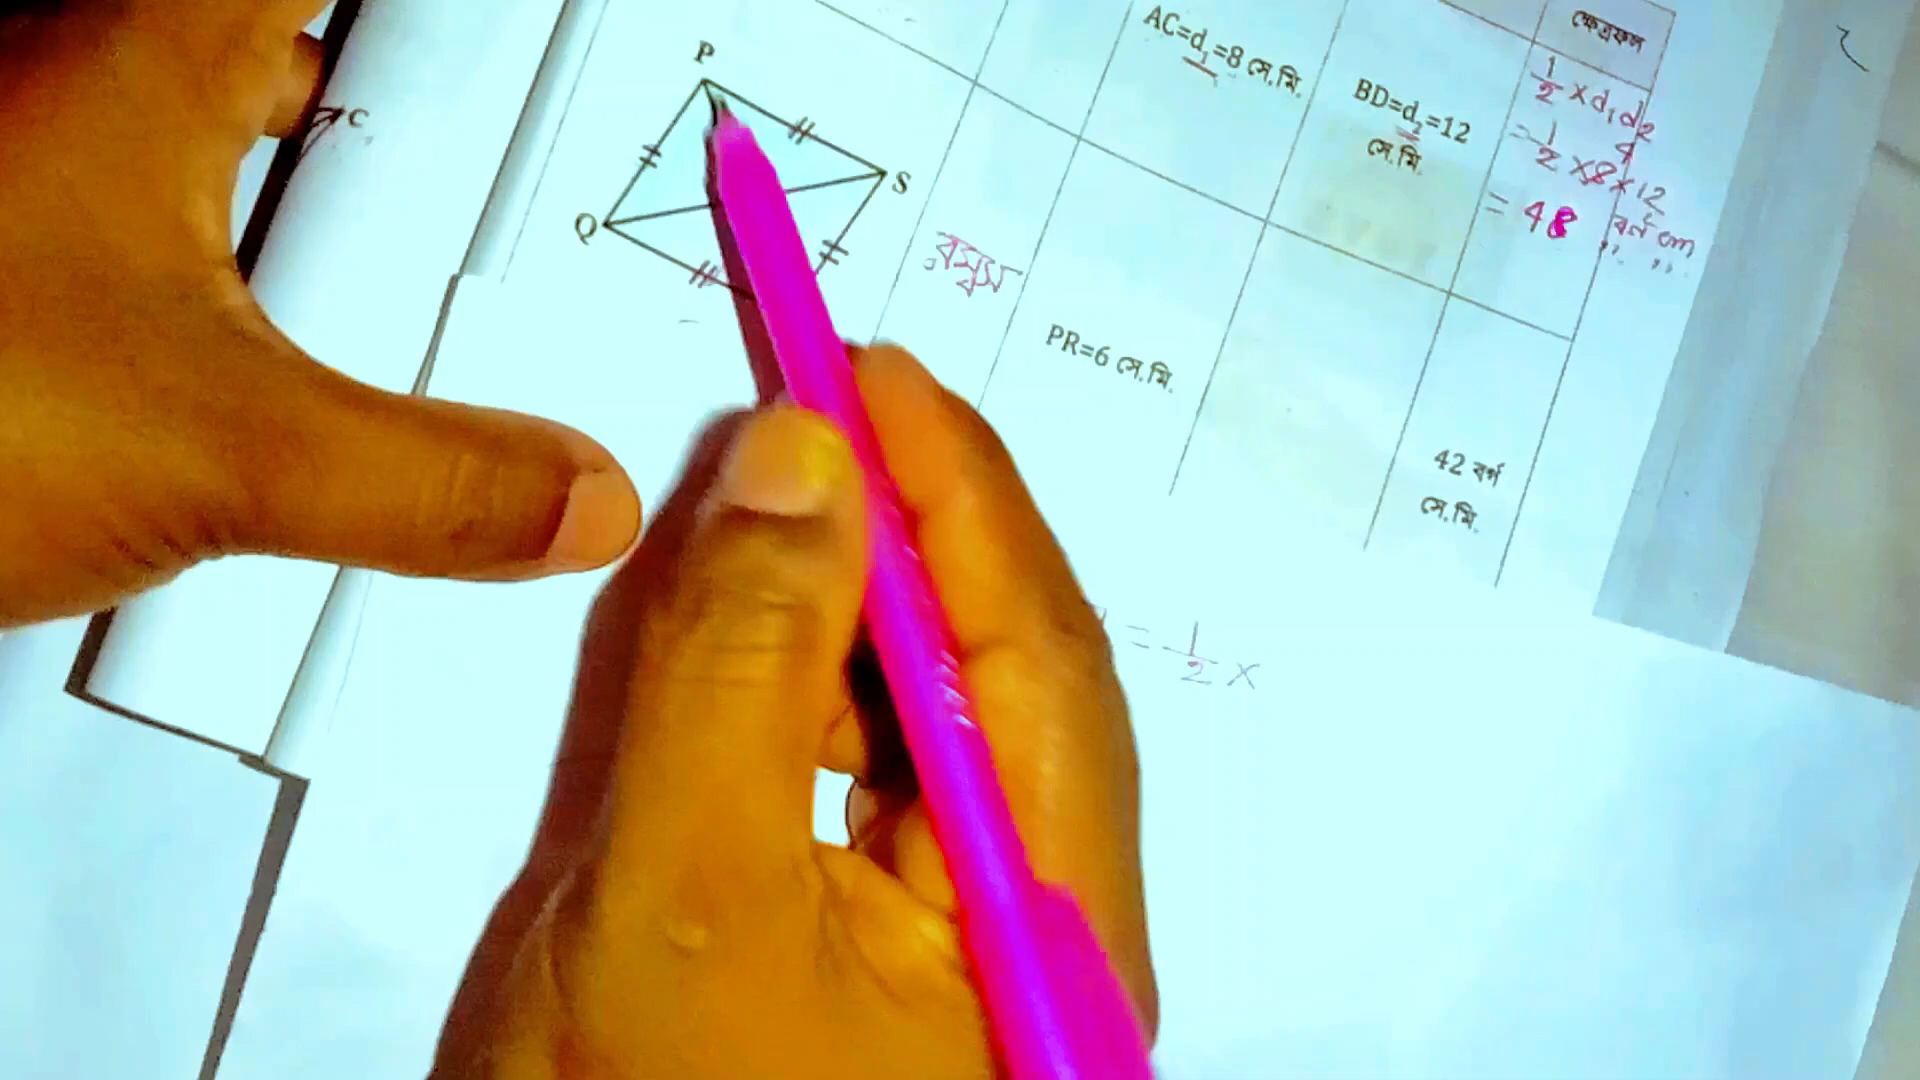 ক্ষেত্রফল
AC=d₁=8 সে.মি.
BD=d₂=12
সে.মি.
1/2 × d₁d₂
= 1/2 × 8 × 12
4
= 48 বর্গ cm
P
S
Q
C
রম্বস
PR=6 সে.মি.
42 বর্গ
সে.মি.
= 1/2 ×